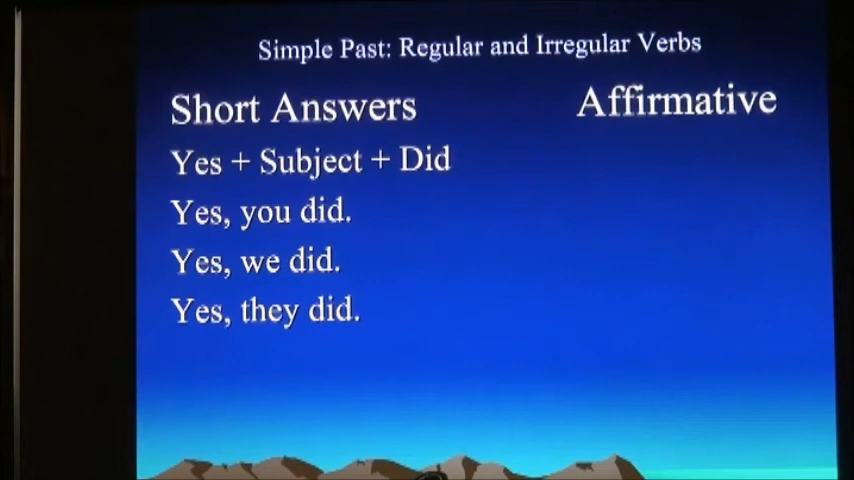 Simple Past: Regular and Irregular Verbs
Short Answers Affirmative
Yes + Subject + Did
Yes, you did.
Yes, we did.
Yes, they did.